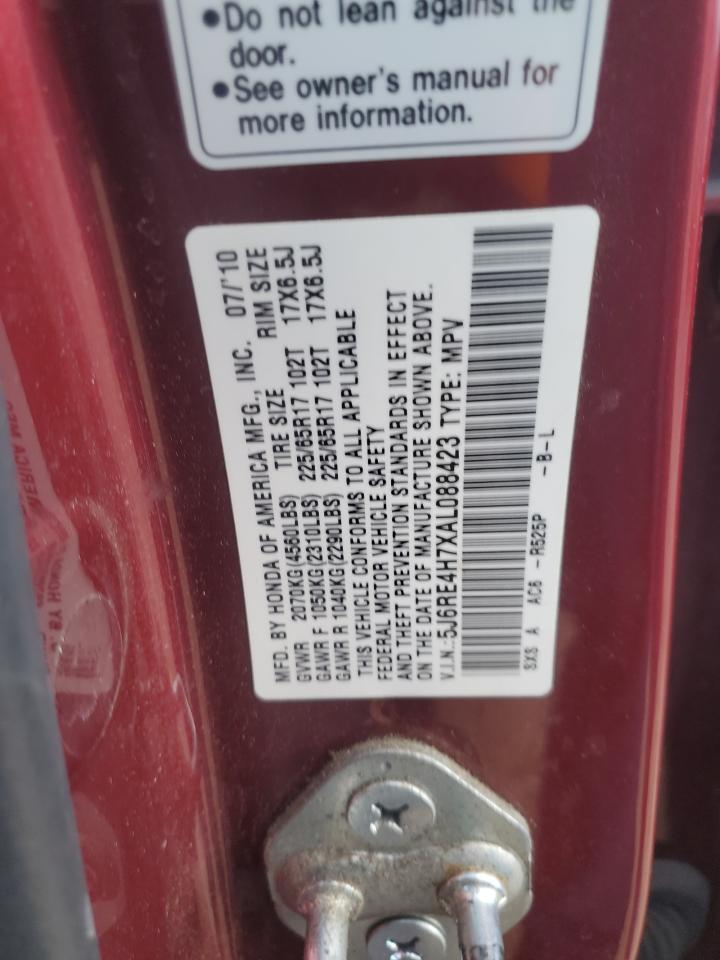 •Do not lean against the
door.
•See owner's manual for
more information.
MFD. BY HONDA OF AMERICA MFG., INC. 07/'10
TIRE SIZE RIM SIZE
GVWR 2070KG(4560LBS)
GAWR F 1050KG(2310LBS) 225/65R17 102T 17X6.5J
GAWR R 1040KG(2290LBS) 225/65R17 102T 17X6.5J
THIS VEHICLE CONFORMS TO ALL APPLICABLE
FEDERAL MOTOR VEHICLE SAFETY
AND THEFT PREVENTION STANDARDS IN EFFECT
ON THE DATE OF MANUFACTURE SHOWN ABOVE.
V.I.N.:5J6RE4H7XAL088423 TYPE: MPV
SXS A AC6 -R525P -B-L